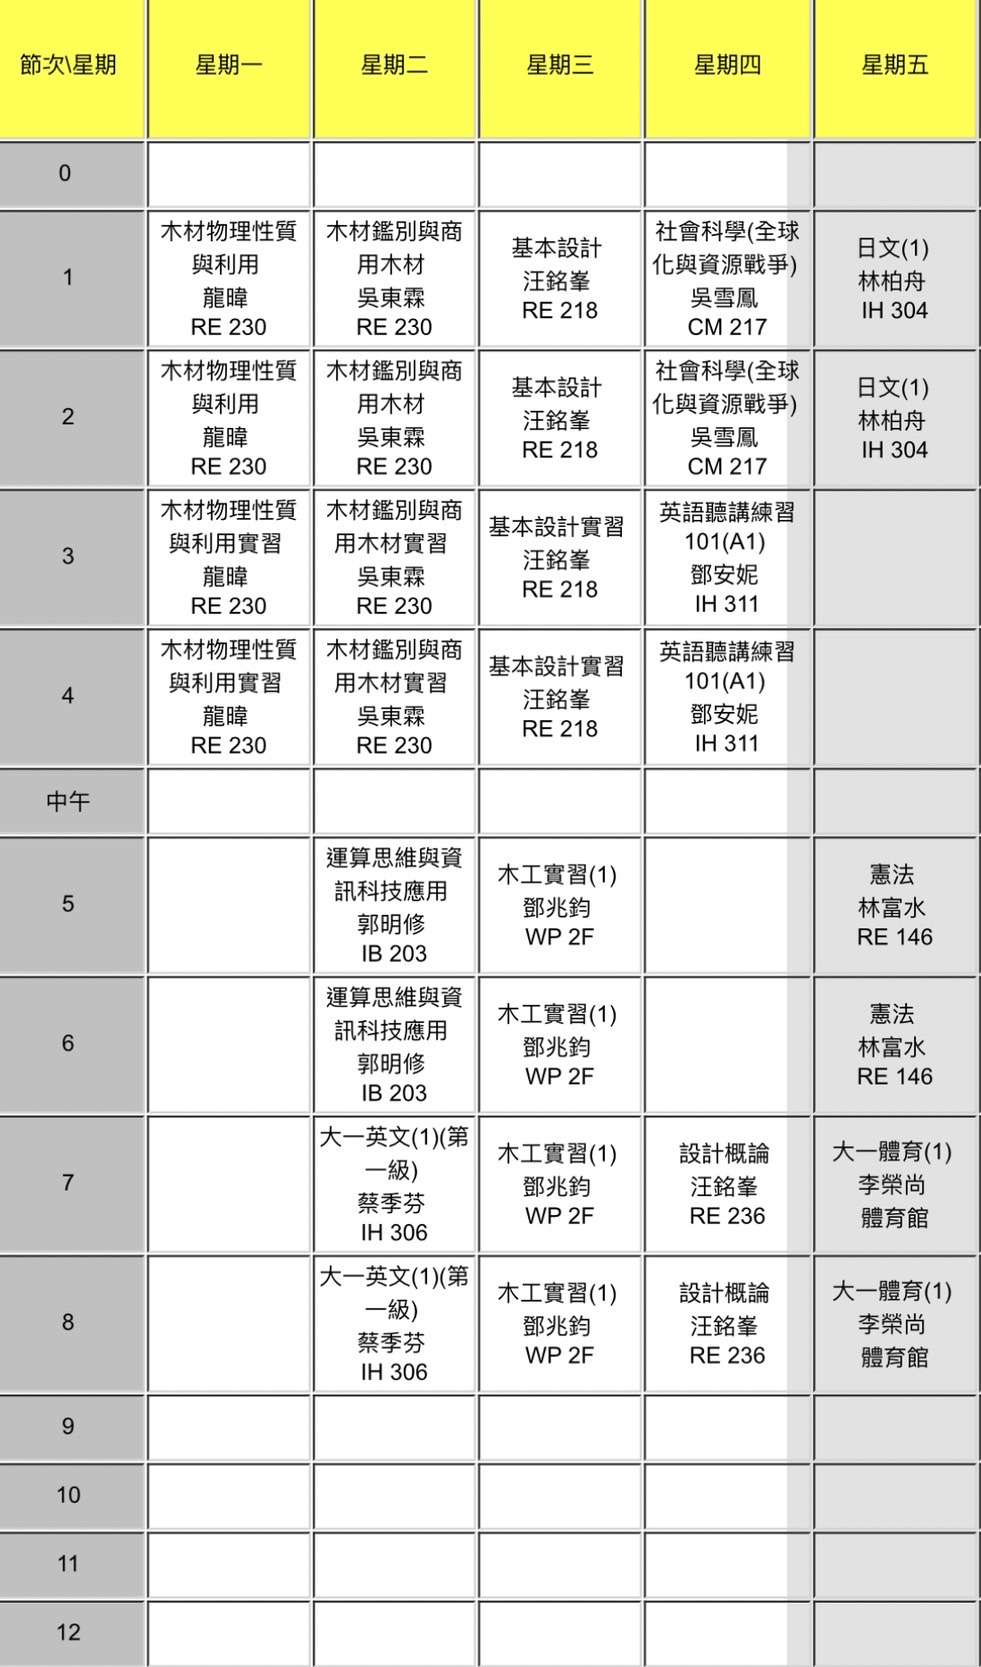 節次\星期 星期一 星期二 星期三 星期四 星期五
0
1
木材物理性質
與利用
龍暐
RE 230
木材鑑別與商
用木材
吳東霖
RE 230
基本設計
汪銘峯
RE 218
社會科學(全球
化與資源戰爭)
吳雪鳳
CM 217
日文(1)
林柏舟
IH 304
2
木材物理性質
與利用
龍暐
RE 230
木材鑑別與商
用木材
吳東霖
RE 230
基本設計
汪銘峯
RE 218
社會科學(全球
化與資源戰爭)
吳雪鳳
CM 217
日文(1)
林柏舟
IH 304
3
木材物理性質
與利用實習
龍暐
RE 230
木材鑑別與商
用木材實習
吳東霖
RE 230
基本設計實習
汪銘峯
RE 218
英語聽講練習
101(A1)
鄧安妮
IH 311
4
木材物理性質
與利用實習
龍暐
RE 230
木材鑑別與商
用木材實習
吳東霖
RE 230
基本設計實習
汪銘峯
RE 218
英語聽講練習
101(A1)
鄧安妮
IH 311
中午
5
運算思維與資
訊科技應用
郭明修
IB 203
木工實習(1)
鄧兆鈞
WP 2F
憲法
林富水
RE 146
6
運算思維與資
訊科技應用
郭明修
IB 203
木工實習(1)
鄧兆鈞
WP 2F
憲法
林富水
RE 146
7
大一英文(1)(第
一級)
蔡季芬
IH 306
木工實習(1)
鄧兆鈞
WP 2F
設計概論
汪銘峯
RE 236
大一體育(1)
李榮尚
體育館
8
大一英文(1)(第
一級)
蔡季芬
IH 306
木工實習(1)
鄧兆鈞
WP 2F
設計概論
汪銘峯
RE 236
大一體育(1)
李榮尚
體育館
9
10
11
12